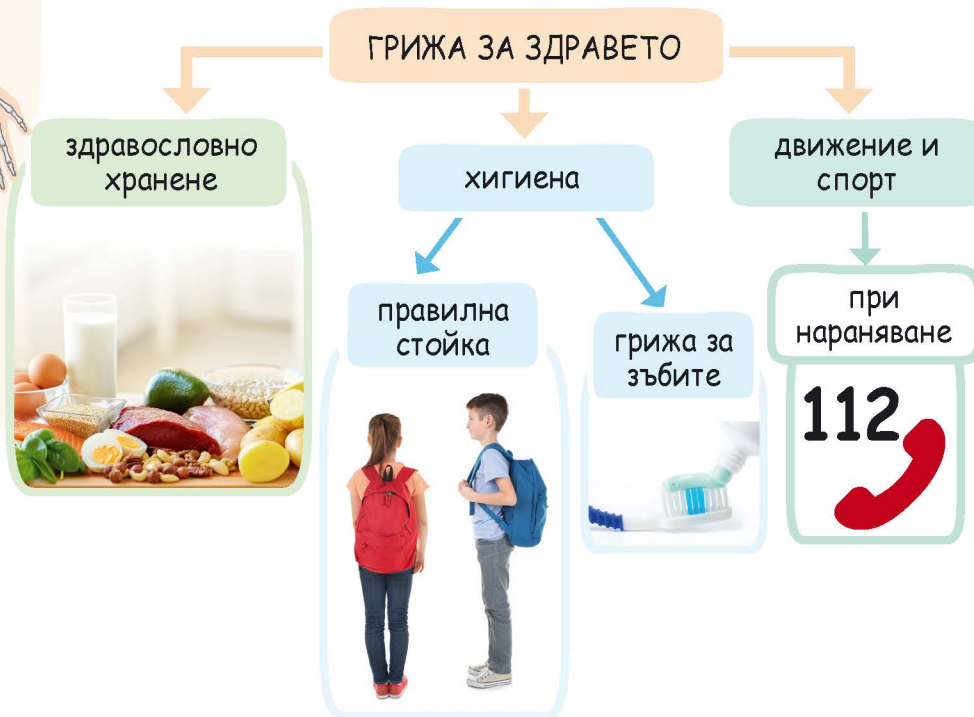 ГРИЖА ЗА ЗДРАВЕТО
здравословно
хранене
хигиена
движение и
спорт
правилна
стойка
грижа за
зъбите
при
нараняване
112